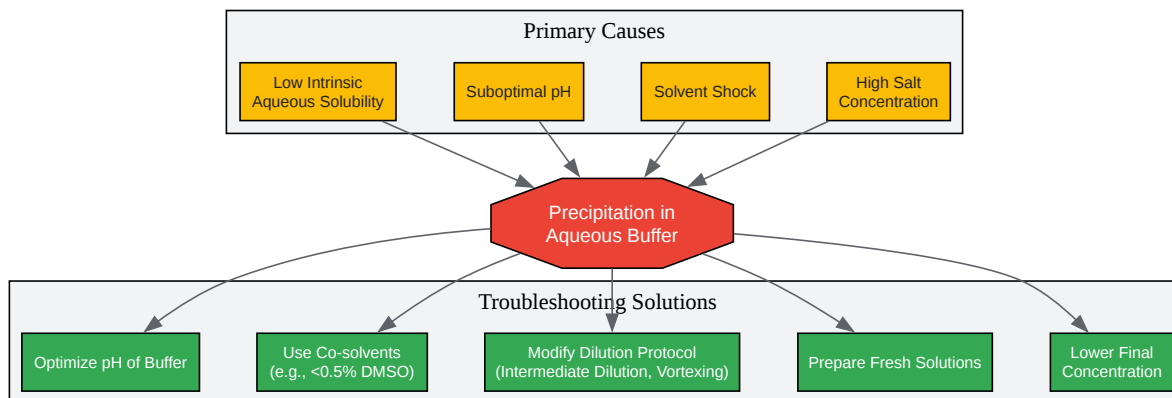 Primary Causes
Low Intrinsic
Aqueous Solubility
Suboptimal pH
Solvent Shock
High Salt
Concentration
Precipitation in
Aqueous Buffer
Troubleshooting Solutions
Optimize pH of Buffer
Use Co-solvents
(e.g., <0.5% DMSO)
Modify Dilution Protocol
(Intermediate Dilution, Vortexing)
Prepare Fresh Solutions
Lower Final
Concentration